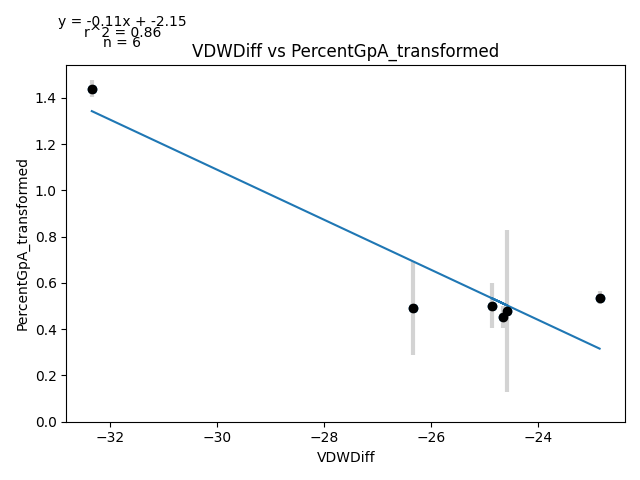 y = -0.11x + -2.15
r^2 = 0.86
n = 6
VDWDiff vs PercentGpA_transformed
PercentGpA_transformed
1.4
1.2
1.0
0.8
0.6
0.4
0.2
0.0
−32
−30
−28
−26
−24
VDWDiff